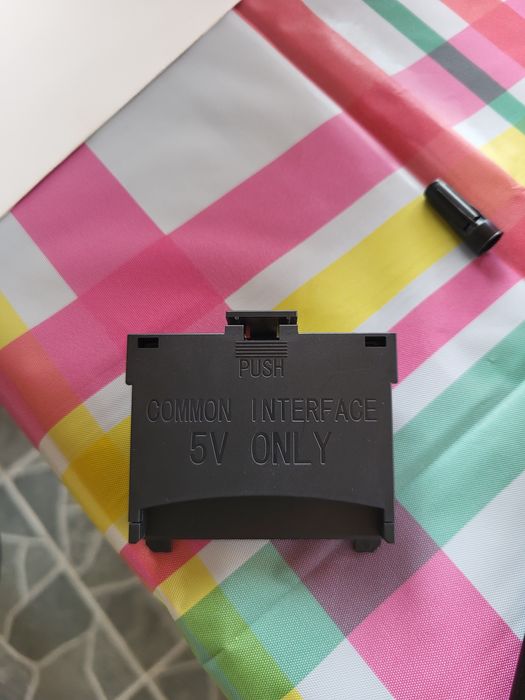 PUSH
COMMON INTERFACE
5V ONLY